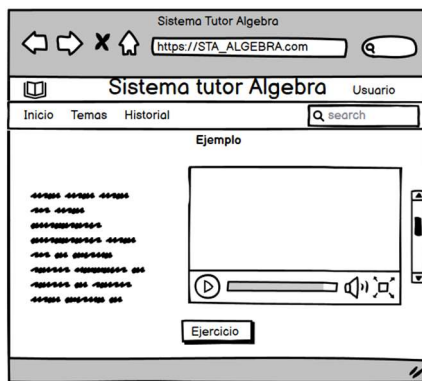 Sistema Tutor Algebra
https://STA_ALGEBRA.com
Sistema tutor Algebra
Usuario
Inicio Temas Historial
search
Ejemplo
Ejercicio